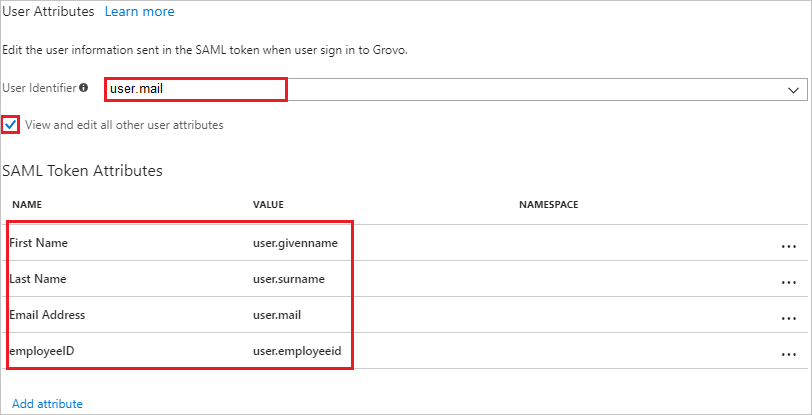 User Attributes Learn more
Edit the user information sent in the SAML token when user sign in to Grovo.
User Identifier user.mail
View and edit all other user attributes
SAML Token Attributes
NAME VALUE NAMESPACE
First Name user.givenname ...
Last Name user.surname ...
Email Address user.mail ...
employeeID user.employeeid ...
Add attribute